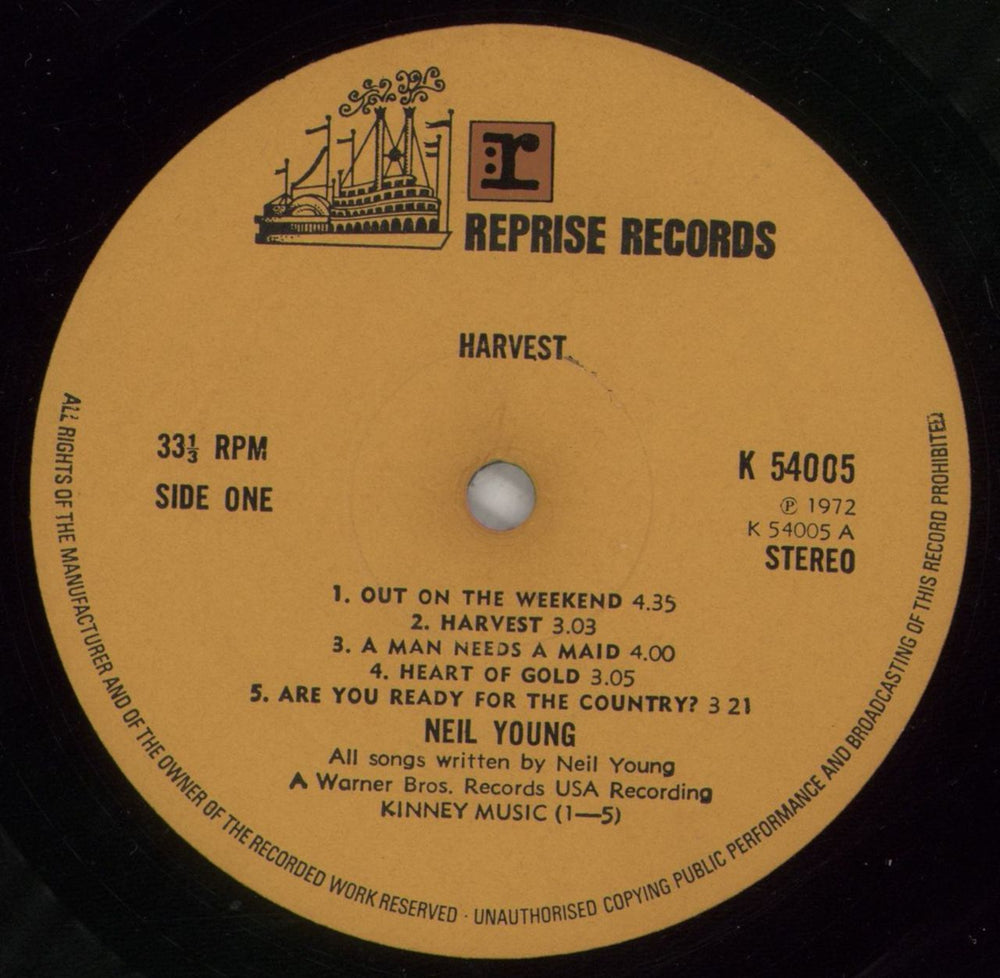 r
REPRISE RECORDS
HARVEST
33⅓ RPM
SIDE ONE
K 54005
℗ 1972
K 54005 A
STEREO
1. OUT ON THE WEEKEND 4.35
2. HARVEST 3.03
3. A MAN NEEDS A MAID 4.00
4. HEART OF GOLD 3.05
5. ARE YOU READY FOR THE COUNTRY? 3 21
NEIL YOUNG
All songs written by Neil Young
A Warner Bros. Records USA Recording
KINNEY MUSIC (1—5)
ALL RIGHTS OF THE MANUFACTURER AND OF THE OWNER OF THE RECORDED WORK RESERVED · UNAUTHORISED COPYING PUBLIC PERFORMANCE AND BROADCASTING OF THIS RECORD PROHIBITED